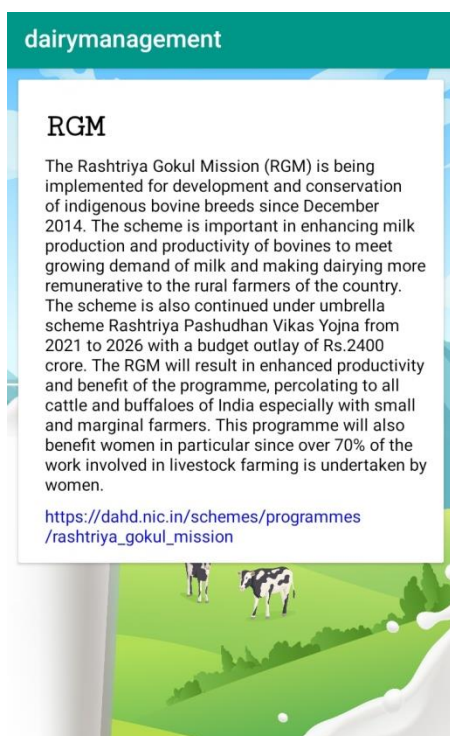 dairymanagement
RGM
The Rashtriya Gokul Mission (RGM) is being
implemented for development and conservation
of indigenous bovine breeds since December
2014. The scheme is important in enhancing milk
production and productivity of bovines to meet
growing demand of milk and making dairying more
remunerative to the rural farmers of the country.
The scheme is also continued under umbrella
scheme Rashtriya Pashudhan Vikas Yojna from
2021 to 2026 with a budget outlay of Rs.2400
crore. The RGM will result in enhanced productivity
and benefit of the programme, percolating to all
cattle and buffaloes of India especially with small
and marginal farmers. This programme will also
benefit women in particular since over 70% of the
work involved in livestock farming is undertaken by
women.
https://dahd.nic.in/schemes/programmes
/rashtriya_gokul_mission